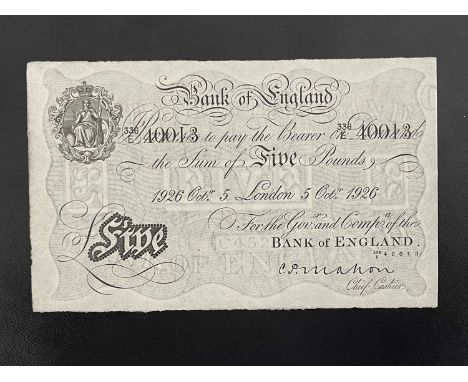 Bank of England
336/E 40013 to pay the Bearer on Demand 336/E 40013
the Sum of Five Pounds
1926 Octr. 5 London 5 Octr. 1926
For the Govr. and Compa. of the
BANK of ENGLAND.
336/E 40013
Five
C.P. Mahon
Chief Cashier.